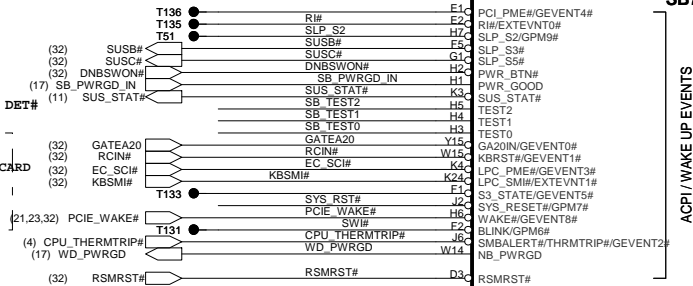 SB7
T136 E1 PCI_PME#/GEVENT4#
T135 RI# E2 RI#/EXTEVNT0#
T51 SLP_S2 H7 SLP_S2/GPM9#
(32) SUSB# SUSB# F5 SLP_S3#
(32) SUSC# SUSC# G1 SLP_S5#
(32) DNBSWON# DNBSWON# H2 PWR_BTN#
(17) SB_PWRGD_IN SB_PWRGD_IN H1 PWR_GOOD
(11) SUS_STAT# SUS_STAT# K3 SUS_STAT#
DET# SB_TEST2 H5 TEST2
SB_TEST1 H4 TEST1
SB_TEST0 H3 TEST0
(32) GATEA20 GATEA20 Y15 GA20IN/GEVENT0#
(32) RCIN# RCIN# W15 KBRST#/GEVENT1#
CARD (32) EC_SCI# EC_SCI# K4 LPC_PME#/GEVENT3#
(32) KBSMI# KBSMI# K24 LPC_SMI#/EXTEVNT1#
T133 F1 S3_STATE/GEVENT5#
SYS_RST# J2 SYS_RESET#/GPM7#
(21,23,32) PCIE_WAKE# PCIE_WAKE# H6 WAKE#/GEVENT8#
T131 SWI# F2 BLINK/GPM6#
(4) CPU_THERMTRIP# CPU_THERMTRIP# J6 SMBALERT#/THRMTRIP#/GEVENT2#
(17) WD_PWRGD WD_PWRGD W14 NB_PWRGD
(32) RSMRST# RSMRST# D3 RSMRST#
ACPI / WAKE UP EVENTS